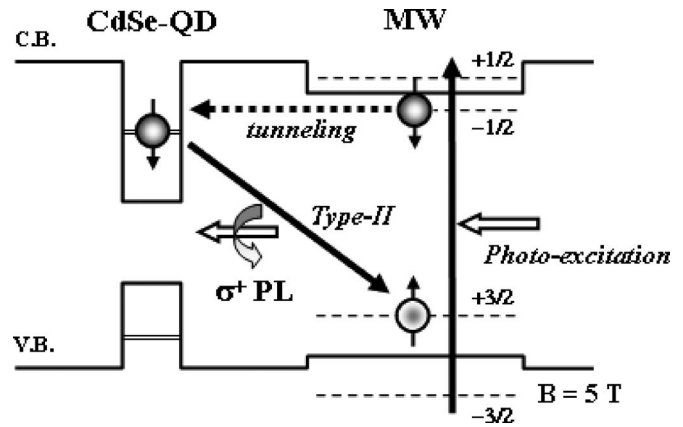 CdSe-QD MW
C.B.
+1/2
−1/2
tunneling
Type-II
Photo-excitation
σ+ PL
+3/2
V.B.
B = 5 T
−3/2